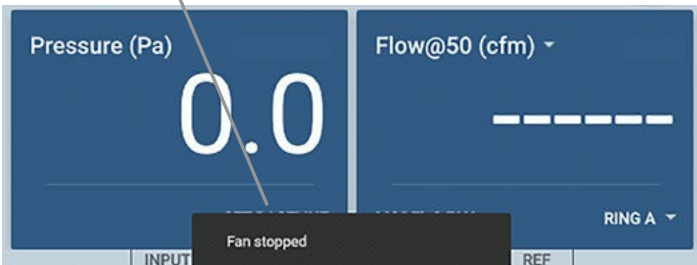 Pressure (Pa)
0.0
Flow@50 (cfm)
------
RING A
Fan stopped
INPUT
REF